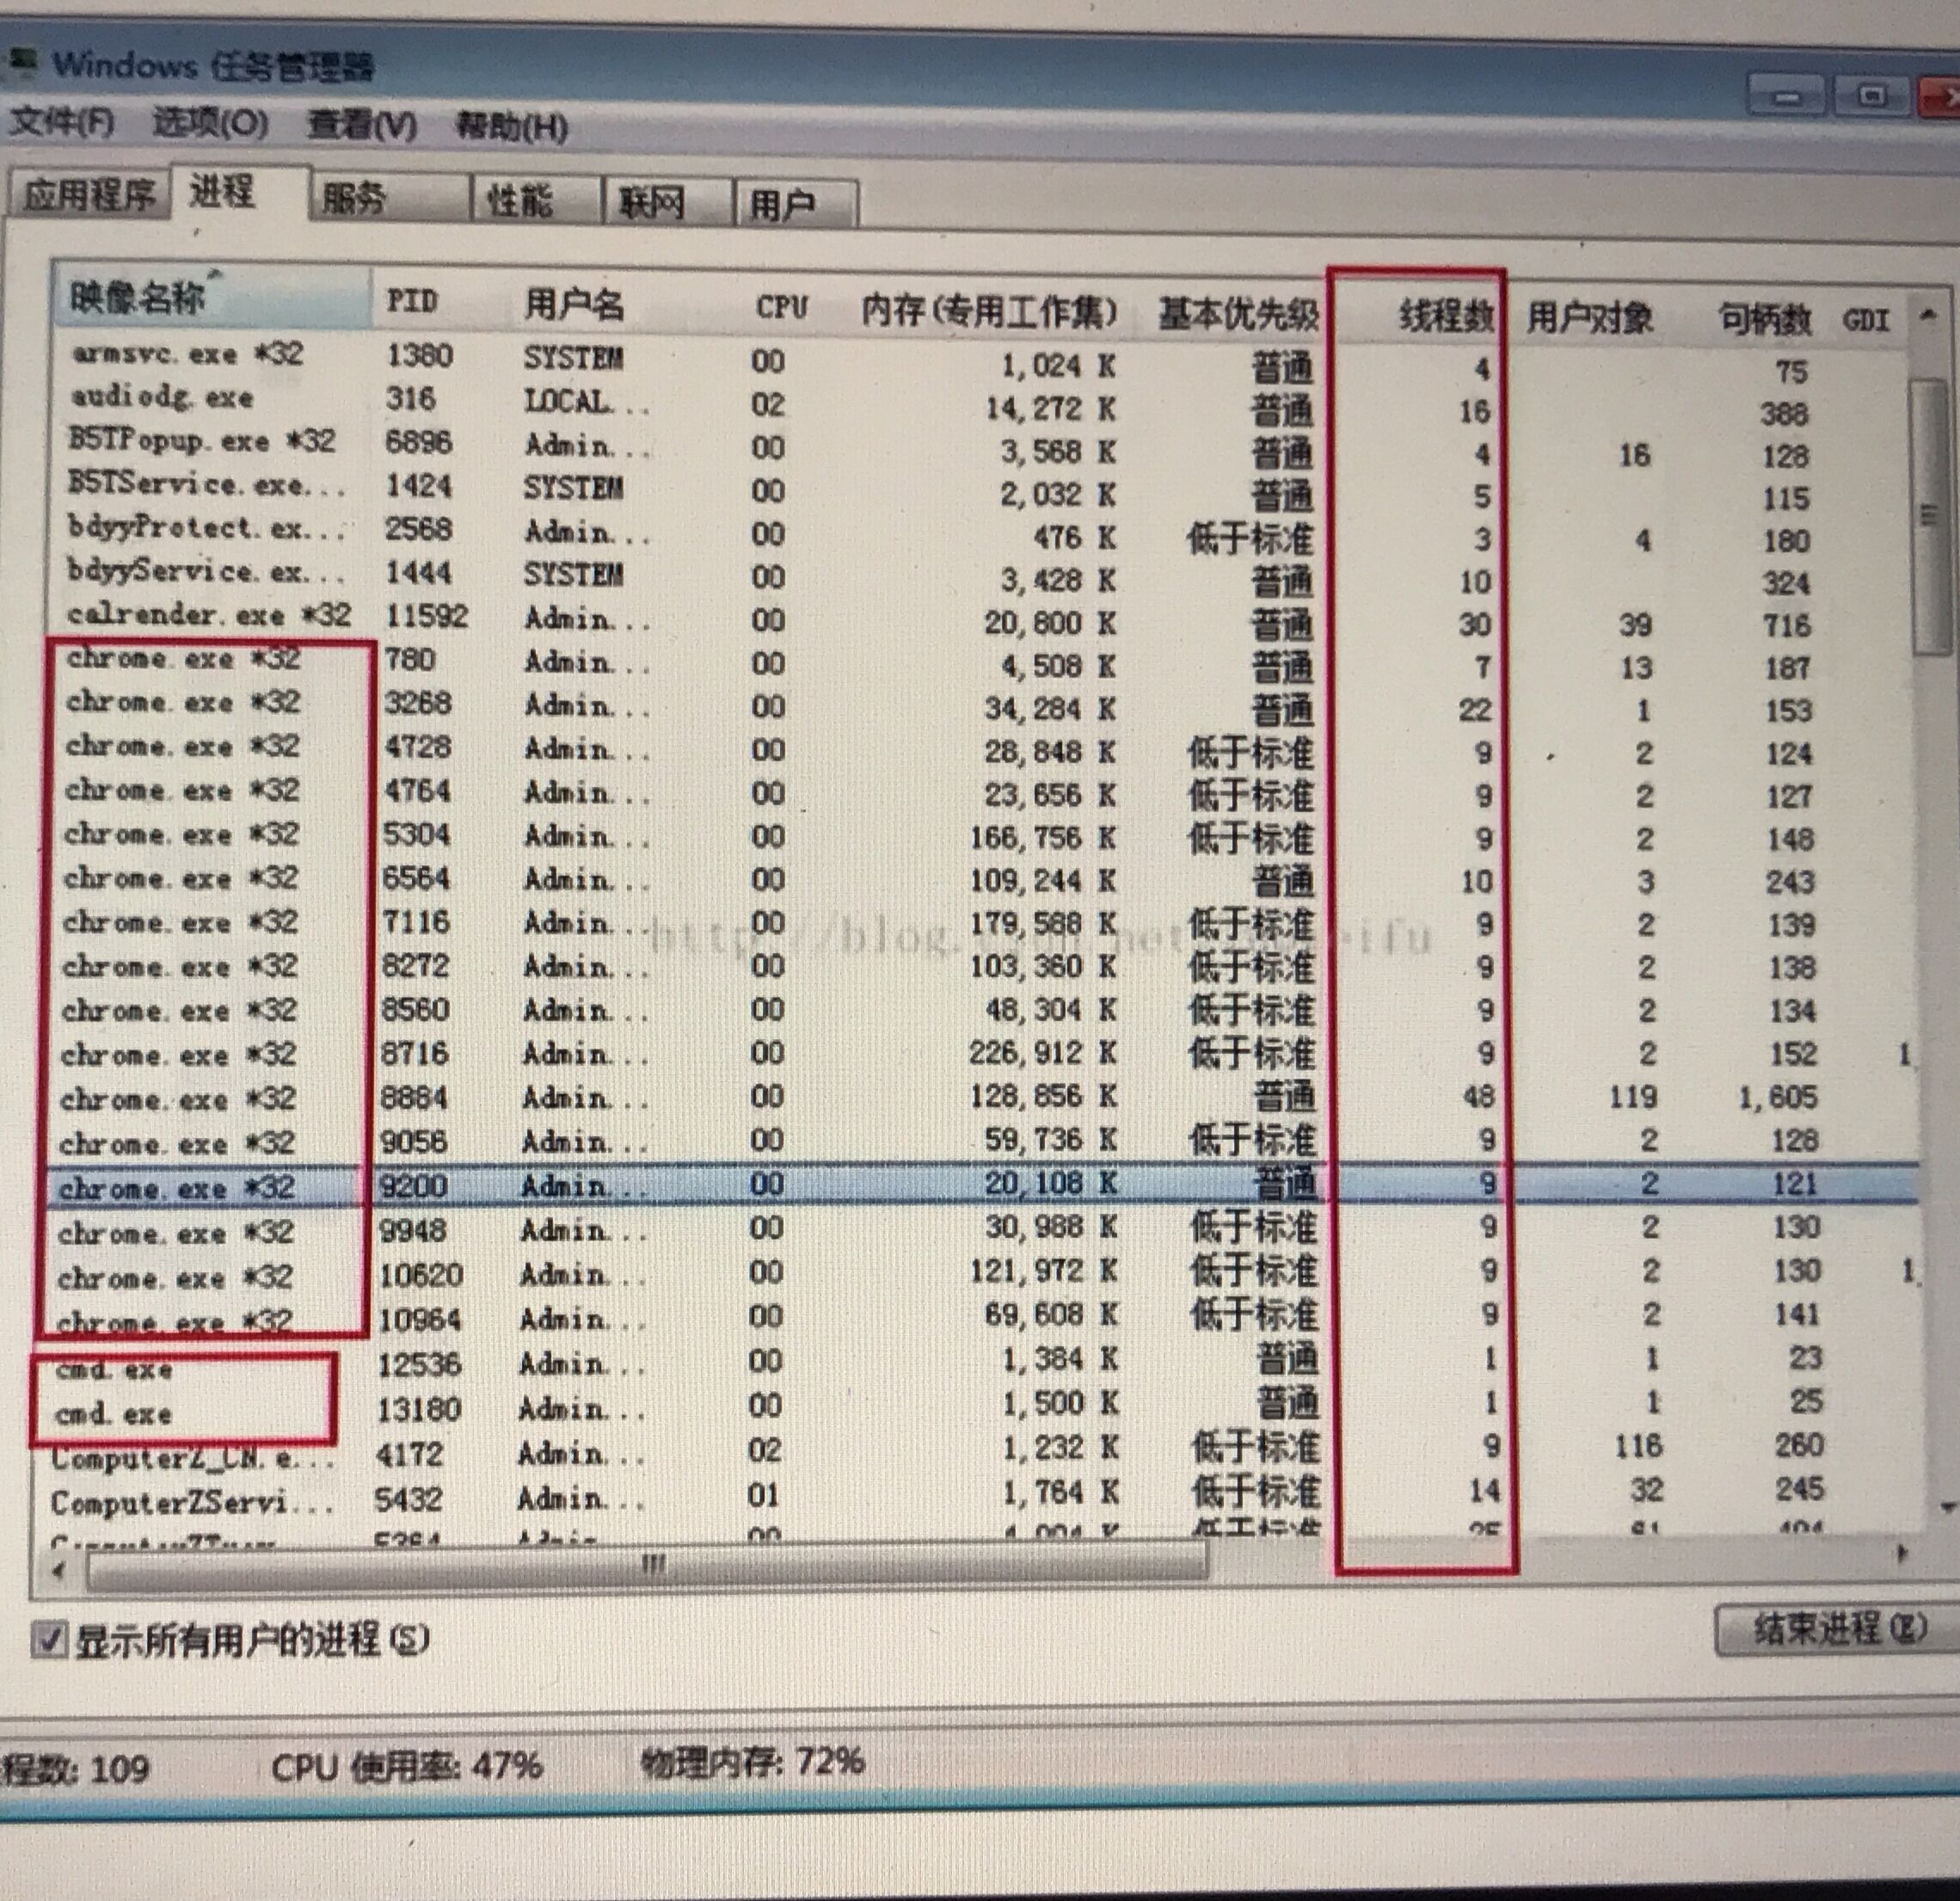 Windows 任务管理器
文件(F) 选项(O) 查看(V) 帮助(H)
应用程序 进程 服务 性能 联网 用户
映像名称 PID 用户名 CPU 内存(专用工作集) 基本优先级 线程数 用户对象 句柄数 GDI
armsvc.exe *32 1380 SYSTEM 00 1,024 K 普通 4 75
audiodg.exe 316 LOCAL... 02 14,272 K 普通 16 388
B5TPopup.exe *32 6896 Admin... 00 3,568 K 普通 4 16 128
B5TService.exe... 1424 SYSTEM 00 2,032 K 普通 5 115
bdyyProtect.ex... 2568 Admin... 00 476 K 低于标准 3 4 180
bdyyService.ex... 1444 SYSTEM 00 3,428 K 普通 10 324
calrender.exe *32 11592 Admin... 00 20,800 K 普通 30 39 716
chrome.exe *32 780 Admin... 00 4,508 K 普通 7 13 187
chrome.exe *32 3268 Admin... 00 34,284 K 普通 22 1 153
chrome.exe *32 4728 Admin... 00 28,848 K 低于标准 9 2 124
chrome.exe *32 4764 Admin... 00 23,656 K 低于标准 9 2 127
chrome.exe *32 5304 Admin... 00 166,756 K 低于标准 9 2 148
chrome.exe *32 6564 Admin... 00 109,244 K 普通 10 3 243
chrome.exe *32 7116 Admin... 00 179,588 K 低于标准 9 2 139
chrome.exe *32 8272 Admin... 00 103,360 K 低于标准 9 2 138
chrome.exe *32 8560 Admin... 00 48,304 K 低于标准 9 2 134
chrome.exe *32 8716 Admin... 00 226,912 K 低于标准 9 2 152 1
chrome.exe *32 8884 Admin... 00 128,856 K 普通 48 119 1,605
chrome.exe *32 9056 Admin... 00 59,736 K 低于标准 9 2 128
chrome.exe *32 9200 Admin... 00 20,108 K 普通 9 2 121
chrome.exe *32 9948 Admin... 00 30,988 K 低于标准 9 2 130
chrome.exe *32 10620 Admin... 00 121,972 K 低于标准 9 2 130 1
chrome.exe *32 10964 Admin... 00 69,608 K 低于标准 9 2 141
cmd.exe 12536 Admin... 00 1,384 K 普通 1 1 23
cmd.exe 13180 Admin... 00 1,500 K 普通 1 1 25
ComputerZ_CN.e... 4172 Admin... 02 1,232 K 低于标准 9 116 260
ComputerZServi... 5432 Admin... 01 1,764 K 低于标准 14 32 245
显示所有用户的进程(S) 结束进程(E)
程数: 109 CPU 使用率: 47% 物理内存: 72%